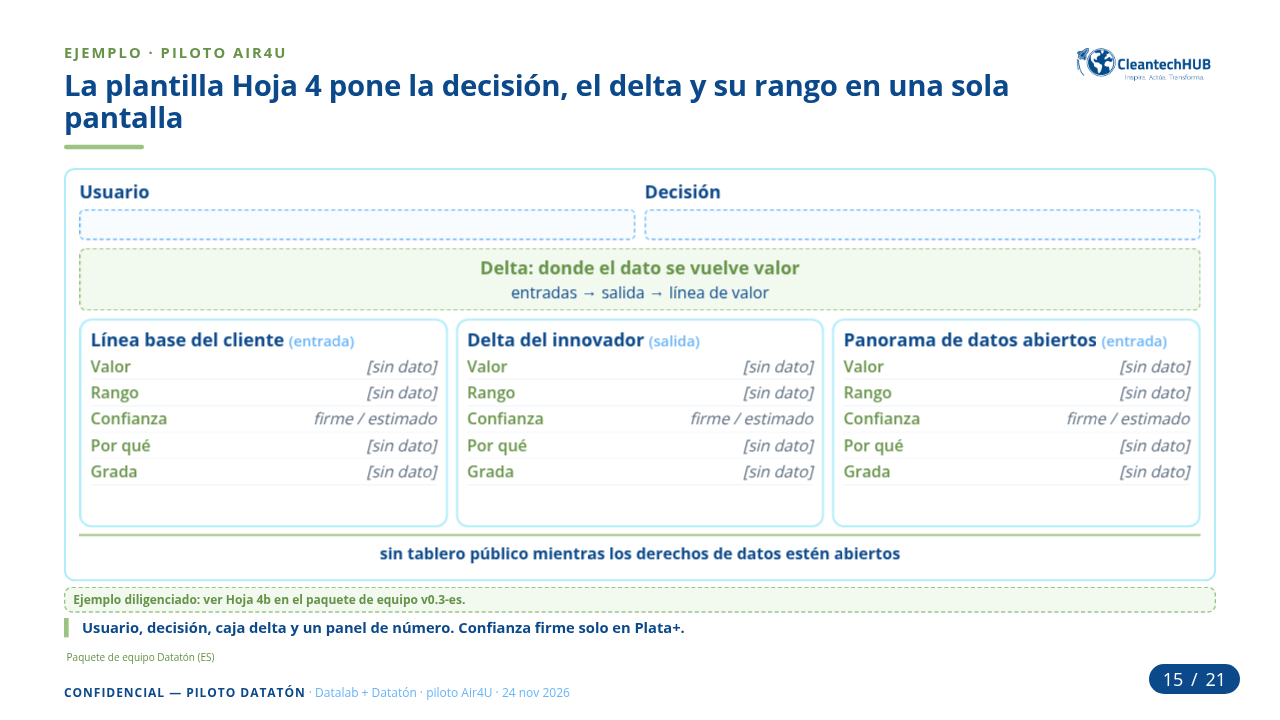 EJEMPLO · PILOTO AIR4U
CleantechHUB
Inspira. Actúa. Transforma.
La plantilla Hoja 4 pone la decisión, el delta y su rango en una sola
pantalla
Usuario
Decisión
Delta: donde el dato se vuelve valor
entradas → salida → línea de valor
Línea base del cliente (entrada)
Valor [sin dato]
Rango [sin dato]
Confianza firme / estimado
Por qué [sin dato]
Grada [sin dato]
Delta del innovador (salida)
Valor [sin dato]
Rango [sin dato]
Confianza firme / estimado
Por qué [sin dato]
Grada [sin dato]
Panorama de datos abiertos (entrada)
Valor [sin dato]
Rango [sin dato]
Confianza firme / estimado
Por qué [sin dato]
Grada [sin dato]
sin tablero público mientras los derechos de datos estén abiertos
Ejemplo diligenciado: ver Hoja 4b en el paquete de equipo v0.3-es.
Usuario, decisión, caja delta y un panel de número. Confianza firme solo en Plata+.
Paquete de equipo Datatón (ES)
CONFIDENCIAL — PILOTO DATATÓN · Datalab + Datatón · piloto Air4U · 24 nov 2026
15 / 21